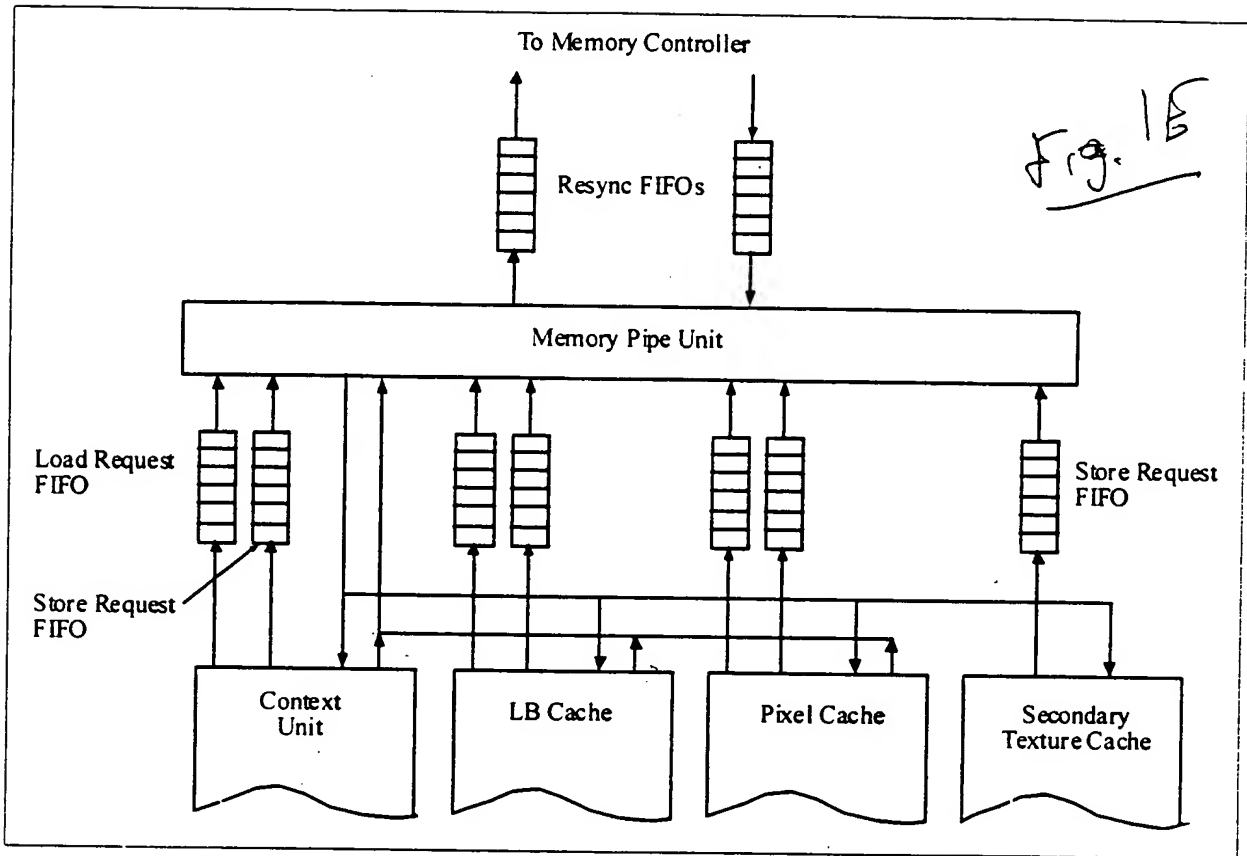 To Memory Controller
Fig. 1E
Resync FIFOs
Memory Pipe Unit
Load Request
FIFO
Store Request
FIFO
Store Request
FIFO
Context
Unit
LB Cache
Pixel Cache
Secondary
Texture Cache